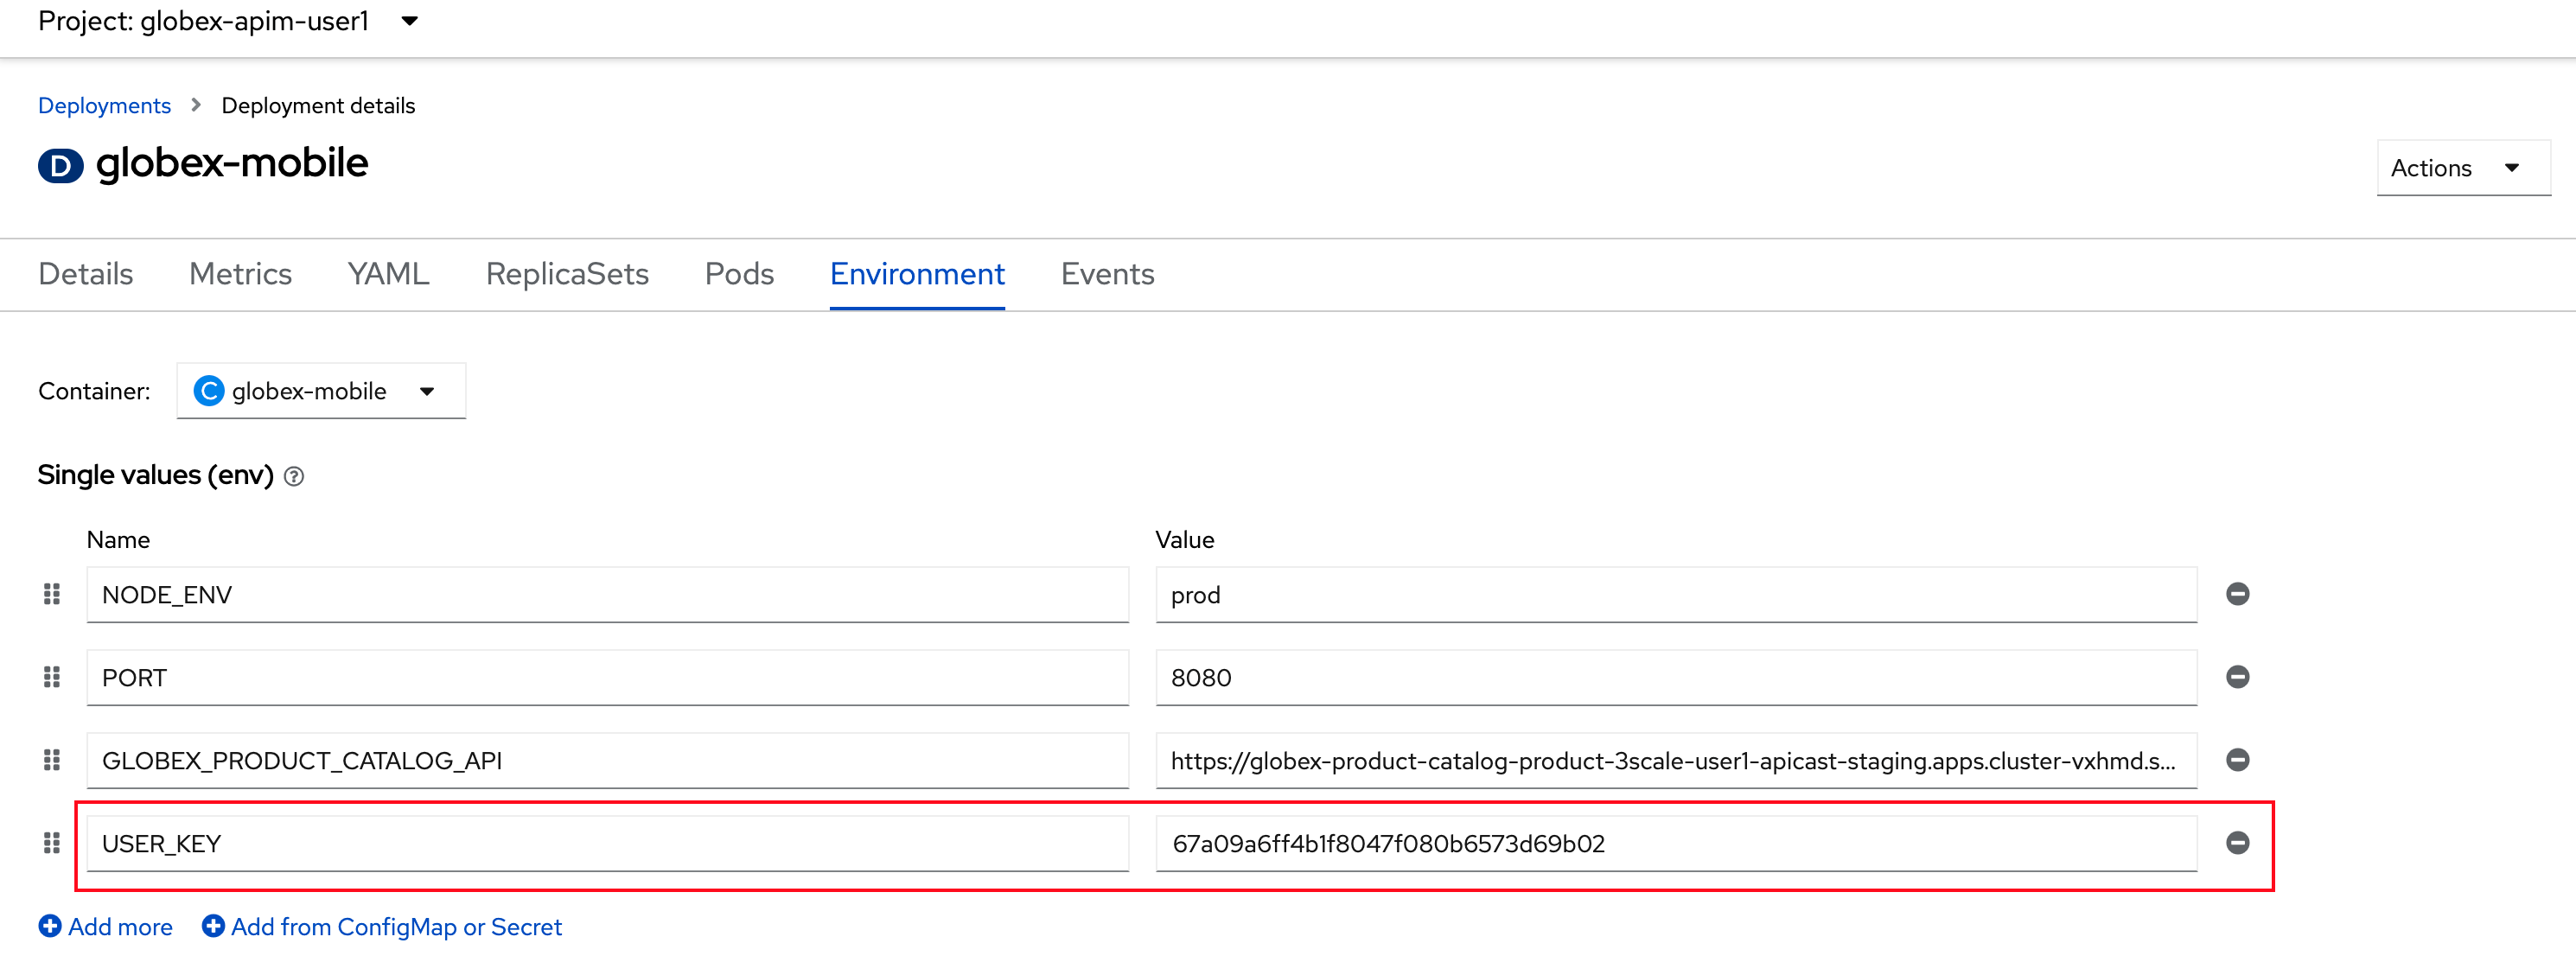 Project: globex-apim-user1
Deployments > Deployment details
D globex-mobile
Actions
Details Metrics YAML ReplicaSets Pods Environment Events
Container: C globex-mobile
Single values (env)
Name Value
NODE_ENV prod
PORT 8080
GLOBEX_PRODUCT_CATALOG_API https://globex-product-catalog-product-3scale-user1-apicast-staging.apps.cluster-vxhmd.s...
USER_KEY 67a09a6ff4b1f8047f080b6573d69b02
Add more Add from ConfigMap or Secret